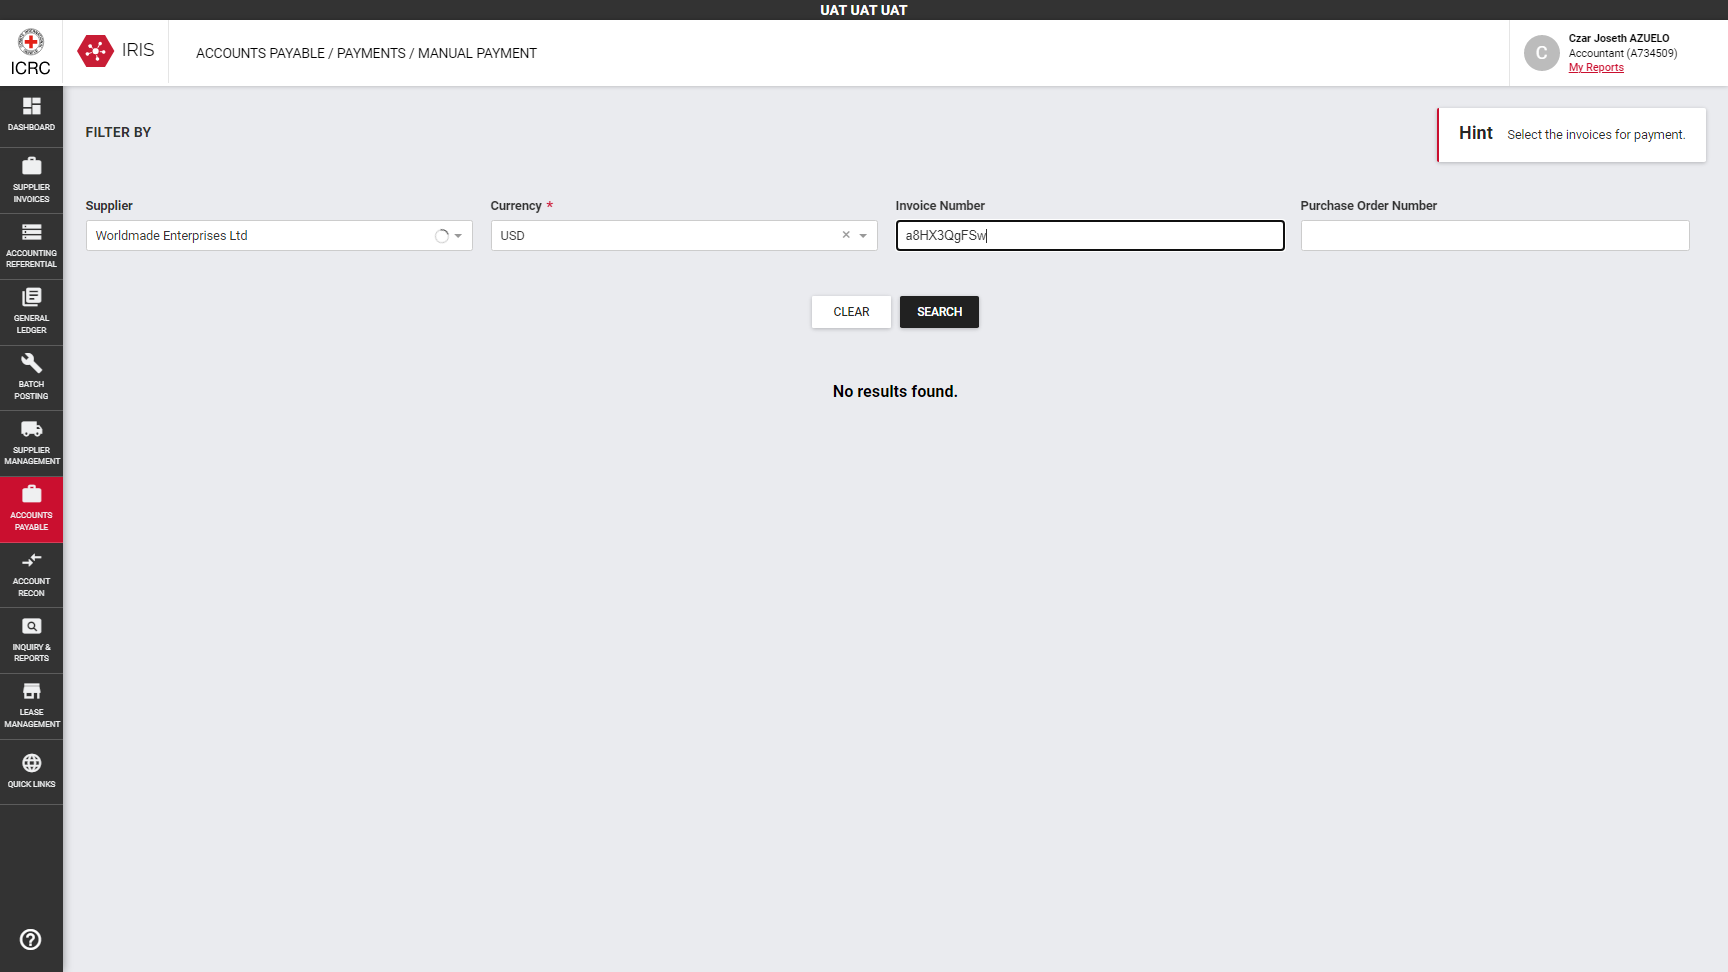 UAT UAT UAT
ICRC
IRIS
ACCOUNTS PAYABLE / PAYMENTS / MANUAL PAYMENT
C
Czar Joseth AZUELO
Accountant (A734509)
My Reports
DASHBOARD
SUPPLIER
INVOICES
ACCOUNTING
REFERENTIAL
GENERAL
LEDGER
BATCH
POSTING
SUPPLIER
MANAGEMENT
ACCOUNTS
PAYABLE
ACCOUNT
RECON
INQUIRY &
REPORTS
LEASE
MANAGEMENT
QUICK LINKS
FILTER BY
Hint Select the invoices for payment.
Supplier
Worldmade Enterprises Ltd
Currency *
USD
Invoice Number
a8HX3QgFSw
Purchase Order Number
CLEAR
SEARCH
No results found.